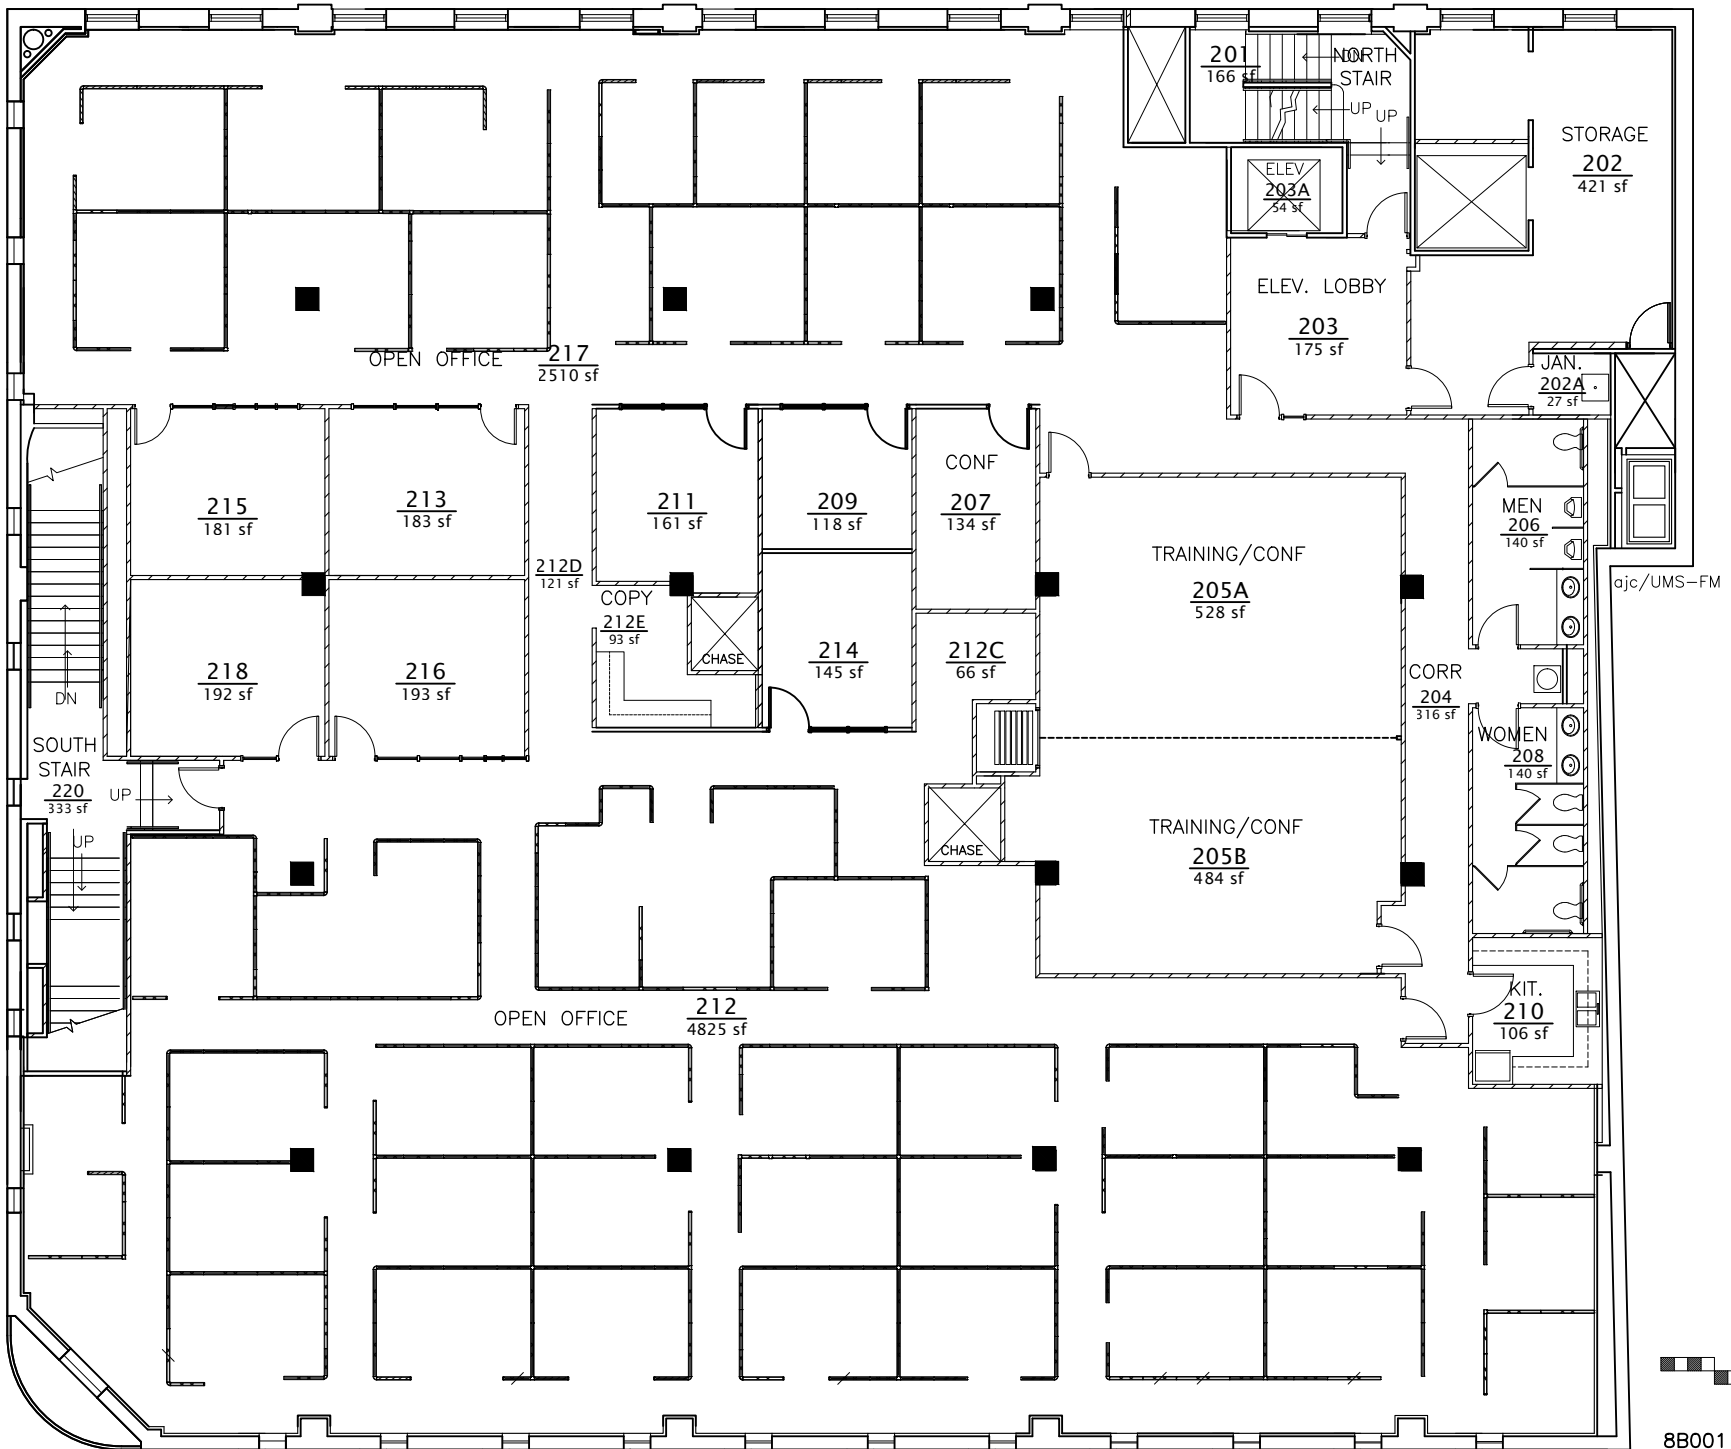 201
166 sf
DN
NORTH
STAIR
UP
UP
STORAGE
202
421 sf
ELEV
203A
54 sf
ELEV. LOBBY
203
175 sf
OPEN OFFICE
217
2510 sf
JAN.
202A
27 sf
215
181 sf
213
183 sf
211
161 sf
209
118 sf
CONF
207
134 sf
MEN
206
140 sf
TRAINING/CONF
205A
528 sf
212D
121 sf
ajc/UMS-FM
COPY
212E
93 sf
CHASE
218
192 sf
216
193 sf
214
145 sf
212C
66 sf
CORR
204
316 sf
DN
SOUTH
STAIR
220
333 sf
UP
UP
WOMEN
208
140 sf
TRAINING/CONF
205B
484 sf
CHASE
OPEN OFFICE
212
4825 sf
KIT.
210
106 sf
8B001